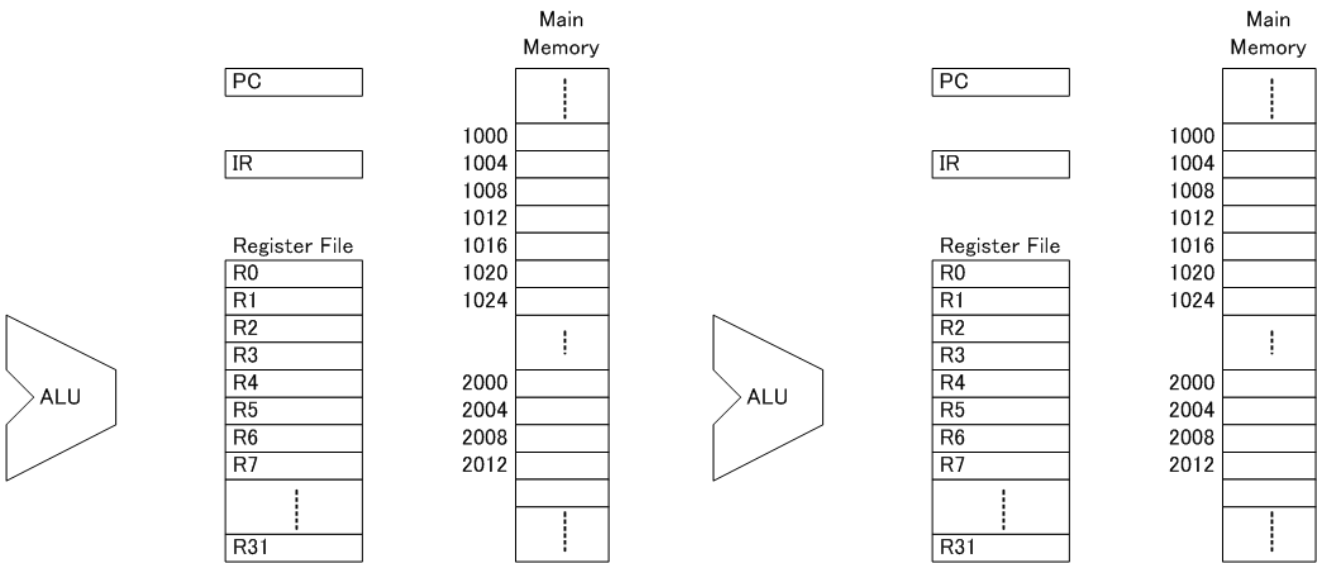 Main
Memory
PC
1000
IR
1004
1008
1012
Register File
1016
R0
1020
R1
1024
R2
R3
ALU
R4
2000
R5
2004
R6
2008
R7
2012
R31
Main
Memory
PC
1000
IR
1004
1008
1012
Register File
1016
R0
1020
R1
1024
R2
R3
ALU
R4
2000
R5
2004
R6
2008
R7
2012
R31